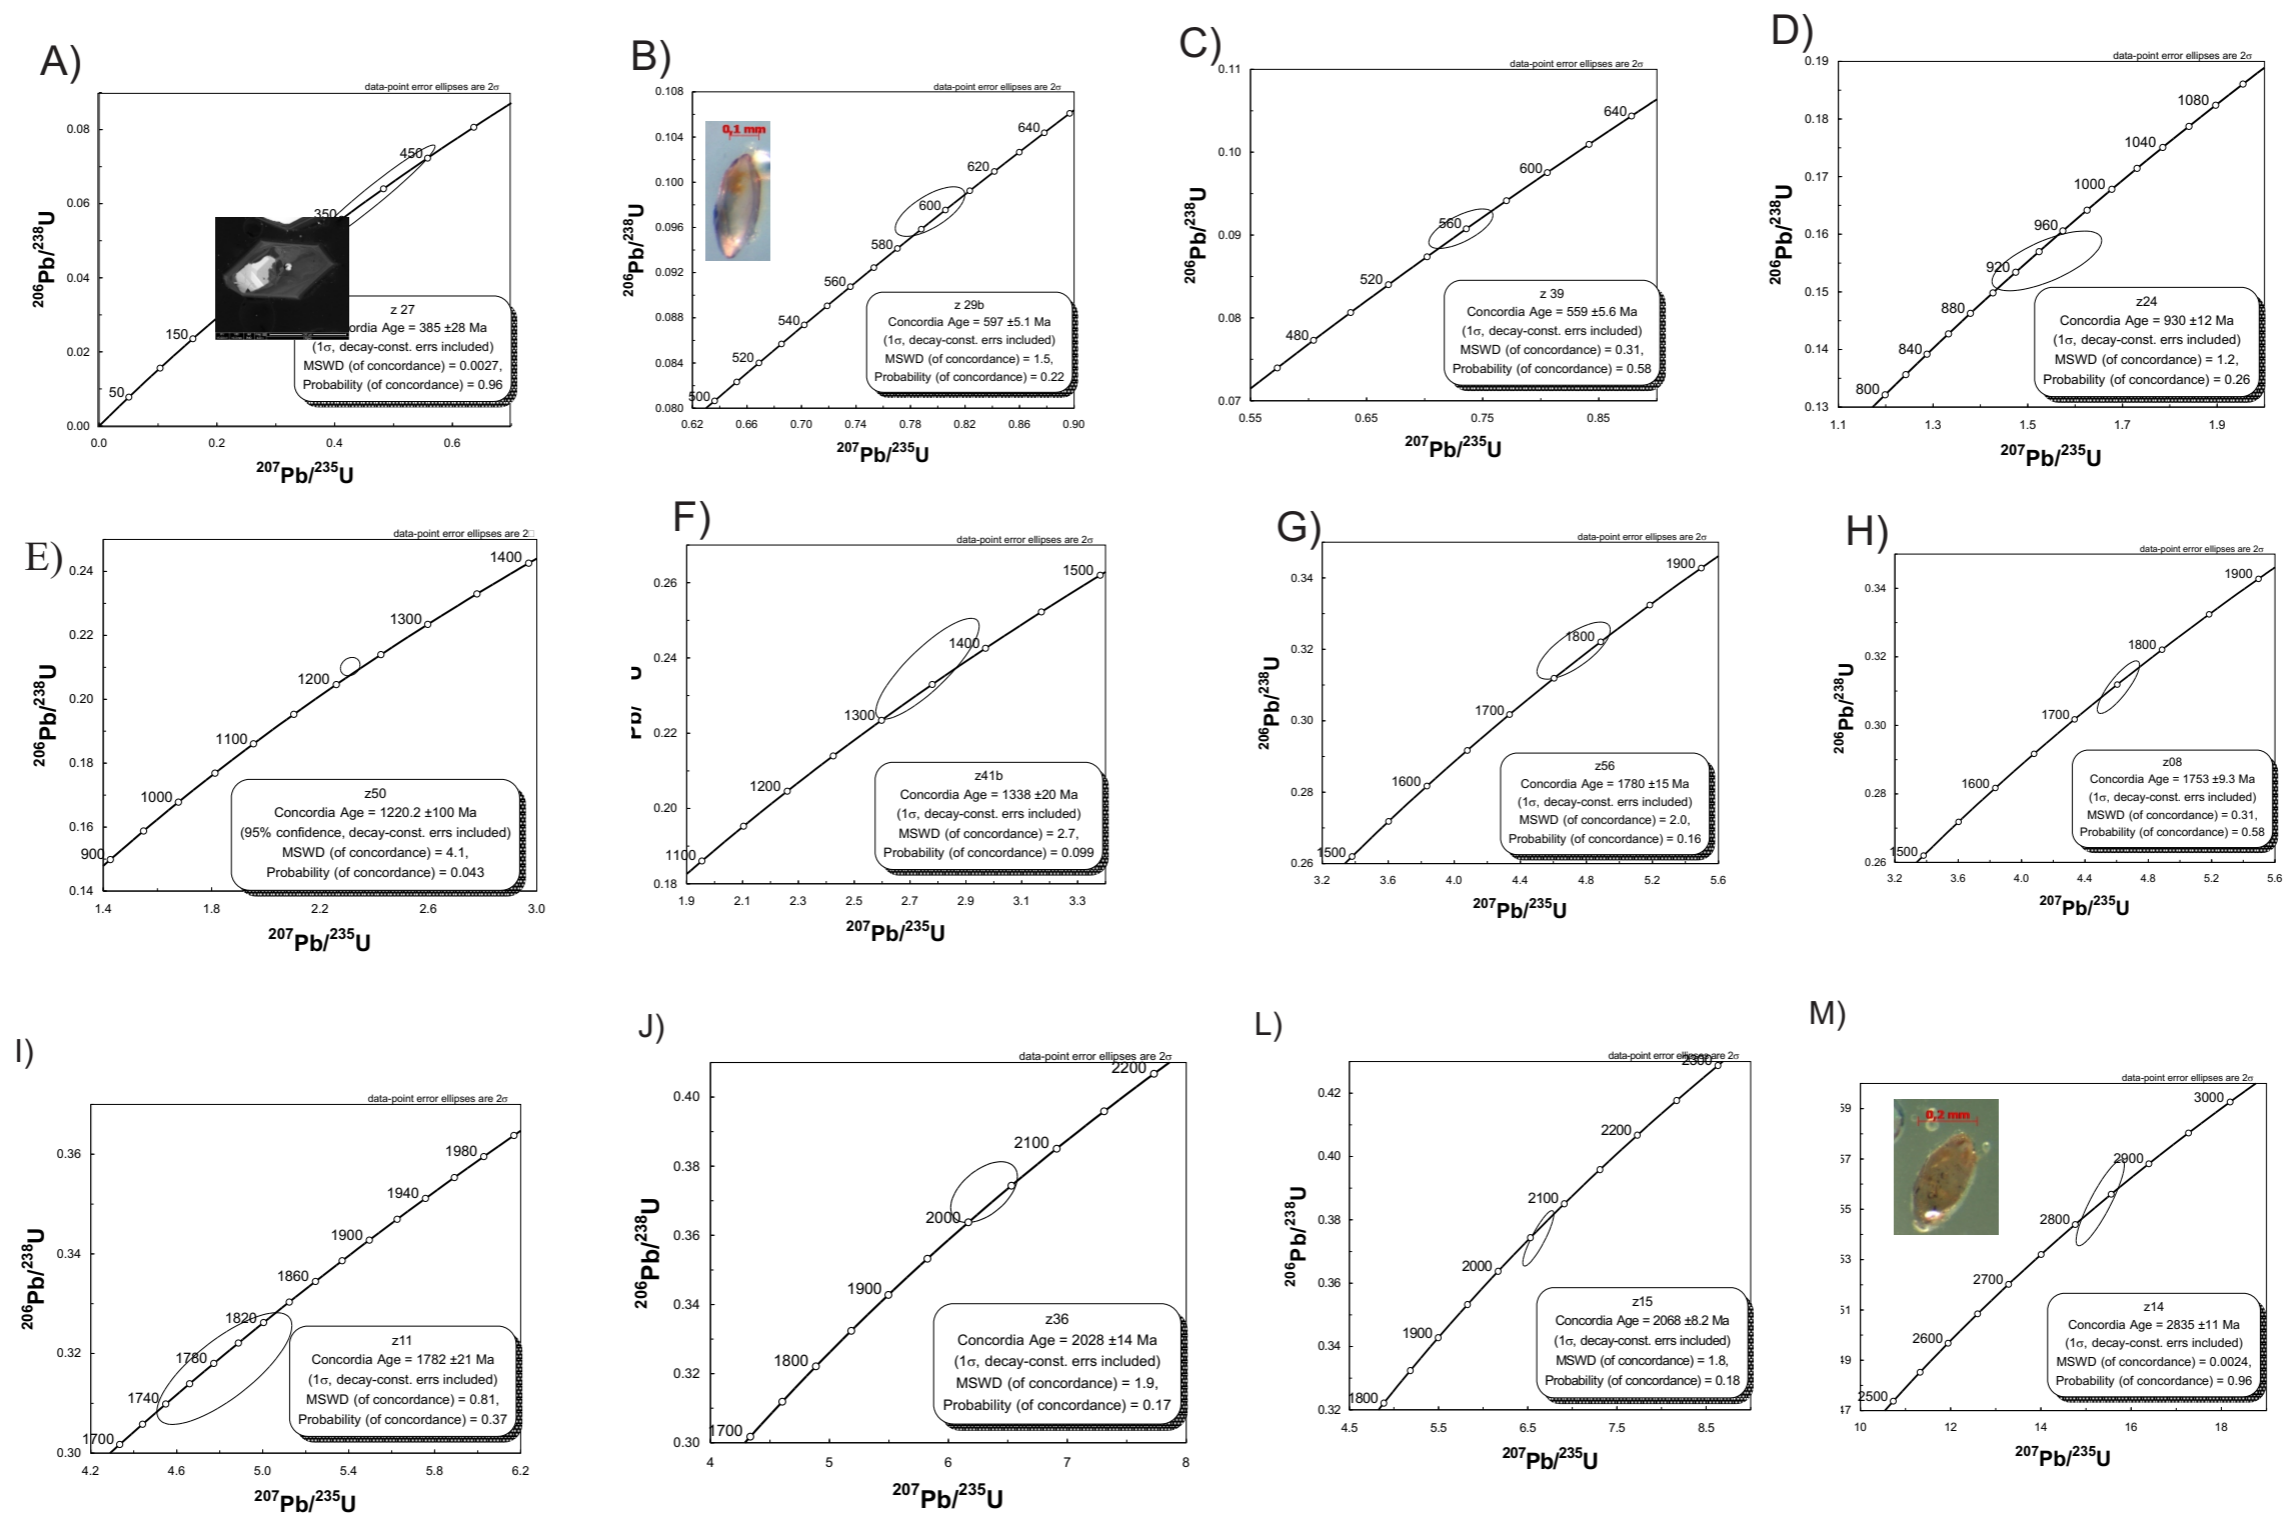 A)
data-point error ellipses are 2σ
0.08
0.06
0.04
0.02
0.00
0.0
0.2
0.4
0.6
50
150
350
450
206Pb/238U
207Pb/235U
z 27
ordia Age = 385 ±28 Ma
(1σ, decay-const. errs included)
MSWD (of concordance) = 0.0027,
Probability (of concordance) = 0.96
B)
data-point error ellipses are 2σ
0,1 mm
0.108
0.104
0.100
0.096
0.092
0.088
0.084
0.080
0.62
0.66
0.70
0.74
0.78
0.82
0.86
0.90
500
520
540
560
580
600
620
640
206Pb/238U
207Pb/235U
z 29b
Concordia Age = 597 ±5.1 Ma
(1σ, decay-const. errs included)
MSWD (of concordance) = 1.5,
Probability (of concordance) = 0.22
C)
data-point error ellipses are 2σ
0.11
0.10
0.09
0.08
0.07
0.55
0.65
0.75
0.85
480
520
560
600
640
206Pb/238U
207Pb/235U
z 39
Concordia Age = 559 ±5.6 Ma
(1σ, decay-const. errs included)
MSWD (of concordance) = 0.31,
Probability (of concordance) = 0.58
D)
data-point error ellipses are 2σ
0.19
0.18
0.17
0.16
0.15
0.14
0.13
1.1
1.3
1.5
1.7
1.9
800
840
880
920
960
1000
1040
1080
206Pb/238U
207Pb/235U
z24
Concordia Age = 930 ±12 Ma
(1σ, decay-const. errs included)
MSWD (of concordance) = 1.2,
Probability (of concordance) = 0.26
E)
data-point error ellipses are 2□
0.24
0.22
0.20
0.18
0.16
0.14
1.4
1.8
2.2
2.6
3.0
900
1000
1100
1200
1300
1400
206Pb/238U
207Pb/235U
z50
Concordia Age = 1220.2 ±100 Ma
(95% confidence, decay-const. errs included)
MSWD (of concordance) = 4.1,
Probability (of concordance) = 0.043
F)
data-point error ellipses are 2σ
0.26
0.24
0.22
0.20
0.18
1.9
2.1
2.3
2.5
2.7
2.9
3.1
3.3
1100
1200
1300
1400
1500
Pb/ U
207Pb/235U
z41b
Concordia Age = 1338 ±20 Ma
(1σ, decay-const. errs included)
MSWD (of concordance) = 2.7,
Probability (of concordance) = 0.099
G)
data-point error ellipses are 2σ
0.34
0.32
0.30
0.28
0.26
3.2
3.6
4.0
4.4
4.8
5.2
5.6
1500
1600
1700
1800
1900
206Pb/238U
207Pb/235U
z56
Concordia Age = 1780 ±15 Ma
(1σ, decay-const. errs included)
MSWD (of concordance) = 2.0,
Probability (of concordance) = 0.16
H)
data-point error ellipses are 2σ
0.34
0.32
0.30
0.28
0.26
3.2
3.6
4.0
4.4
4.8
5.2
5.6
1500
1600
1700
1800
1900
206Pb/238U
207Pb/235U
z08
Concordia Age = 1753 ±9.3 Ma
(1σ, decay-const. errs included)
MSWD (of concordance) = 0.31,
Probability (of concordance) = 0.58
I)
data-point error ellipses are 2σ
0.36
0.34
0.32
0.30
4.2
4.6
5.0
5.4
5.8
6.2
1700
1740
1780
1820
1860
1900
1940
1980
206Pb/238U
207Pb/235U
z11
Concordia Age = 1782 ±21 Ma
(1σ, decay-const. errs included)
MSWD (of concordance) = 0.81,
Probability (of concordance) = 0.37
J)
data-point error ellipses are 2σ
0.40
0.38
0.36
0.34
0.32
0.30
4
5
6
7
8
1700
1800
1900
2000
2100
2200
206Pb/238U
207Pb/235U
z36
Concordia Age = 2028 ±14 Ma
(1σ, decay-const. errs included)
MSWD (of concordance) = 1.9,
Probability (of concordance) = 0.17
L)
data-point error ellipses are 2σ
0.42
0.40
0.38
0.36
0.34
0.32
4.5
5.5
6.5
7.5
8.5
1800
1900
2000
2100
2200
2300
206Pb/238U
207Pb/235U
z15
Concordia Age = 2068 ±8.2 Ma
(1σ, decay-const. errs included)
MSWD (of concordance) = 1.8,
Probability (of concordance) = 0.18
M)
data-point error ellipses are 2σ
0,2 mm
59
57
55
53
51
49
47
10
12
14
16
18
2500
2600
2700
2800
2900
3000
207Pb/235U
z14
Concordia Age = 2835 ±11 Ma
(1σ, decay-const. errs included)
MSWD (of concordance) = 0.0024,
Probability (of concordance) = 0.96